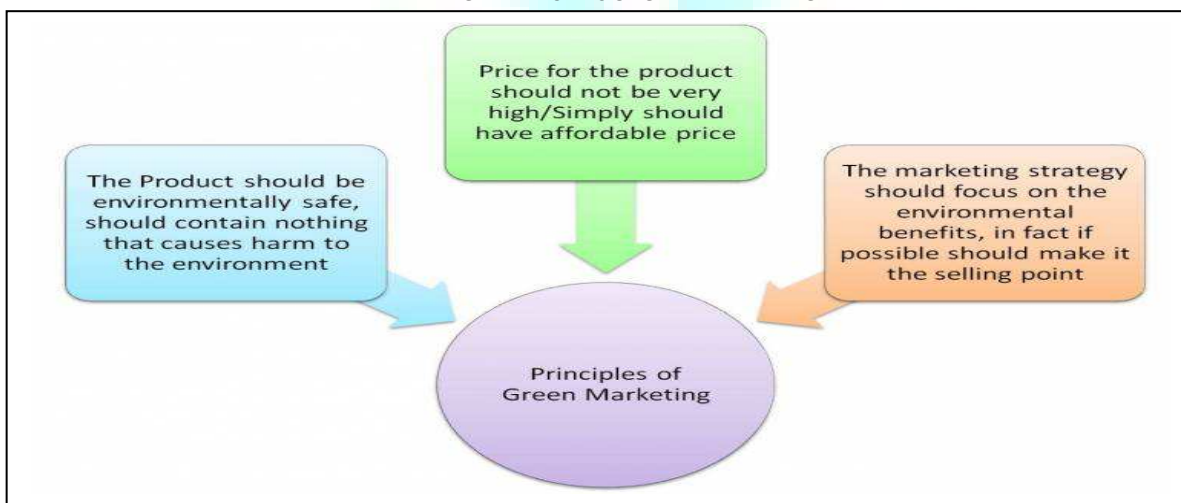 Price for the product
should not be very
high/Simply should
have affordable price
The Product should be
environmentally safe,
should contain nothing
that causes harm to
the environment
The marketing strategy
should focus on the
environmental
benefits, in fact if
possible should make it
the selling point
Principles of
Green Marketing